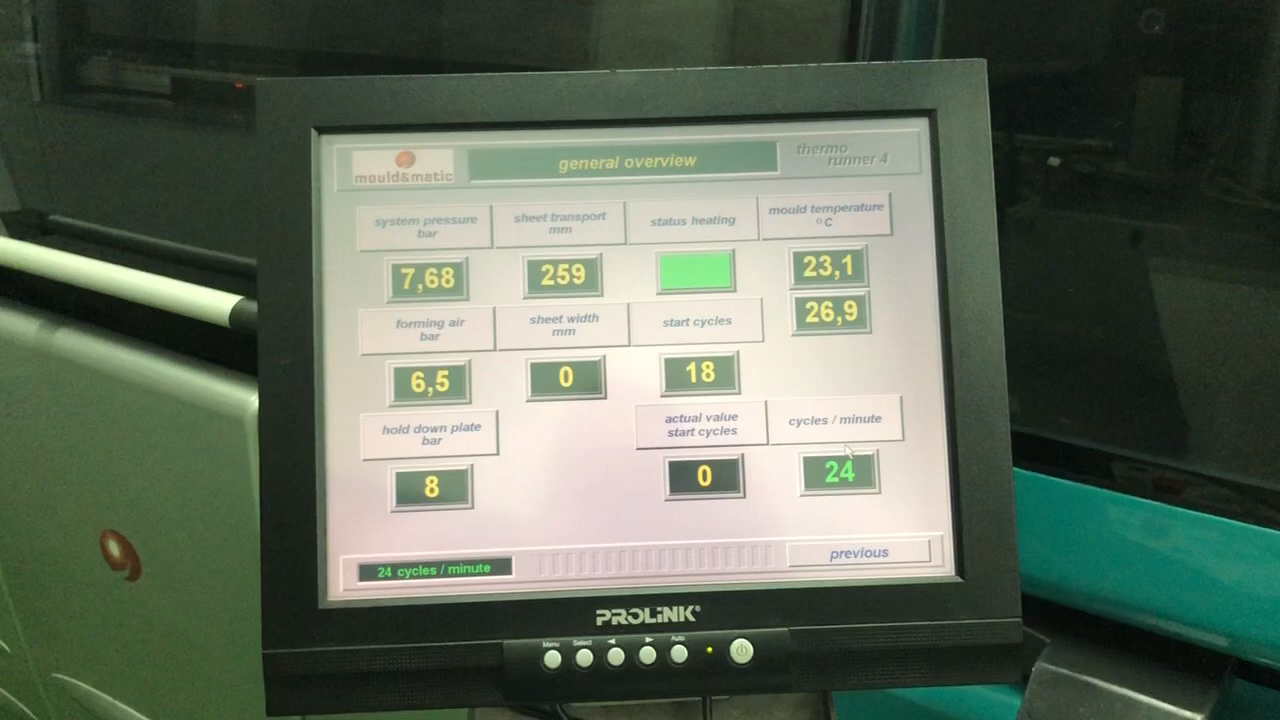 mould&matic
general overview
thermo
runner 4
system pressure
bar
sheet transport
mm
status heating
mould temperature
°C
7,68
259
23,1
26,9
forming air
bar
sheet width
mm
start cycles
6,5
0
18
hold down plate
bar
actual value
start cycles
cycles / minute
8
0
24
24 cycles / minute
previous
PROLiNK®
Menu
Select
Auto